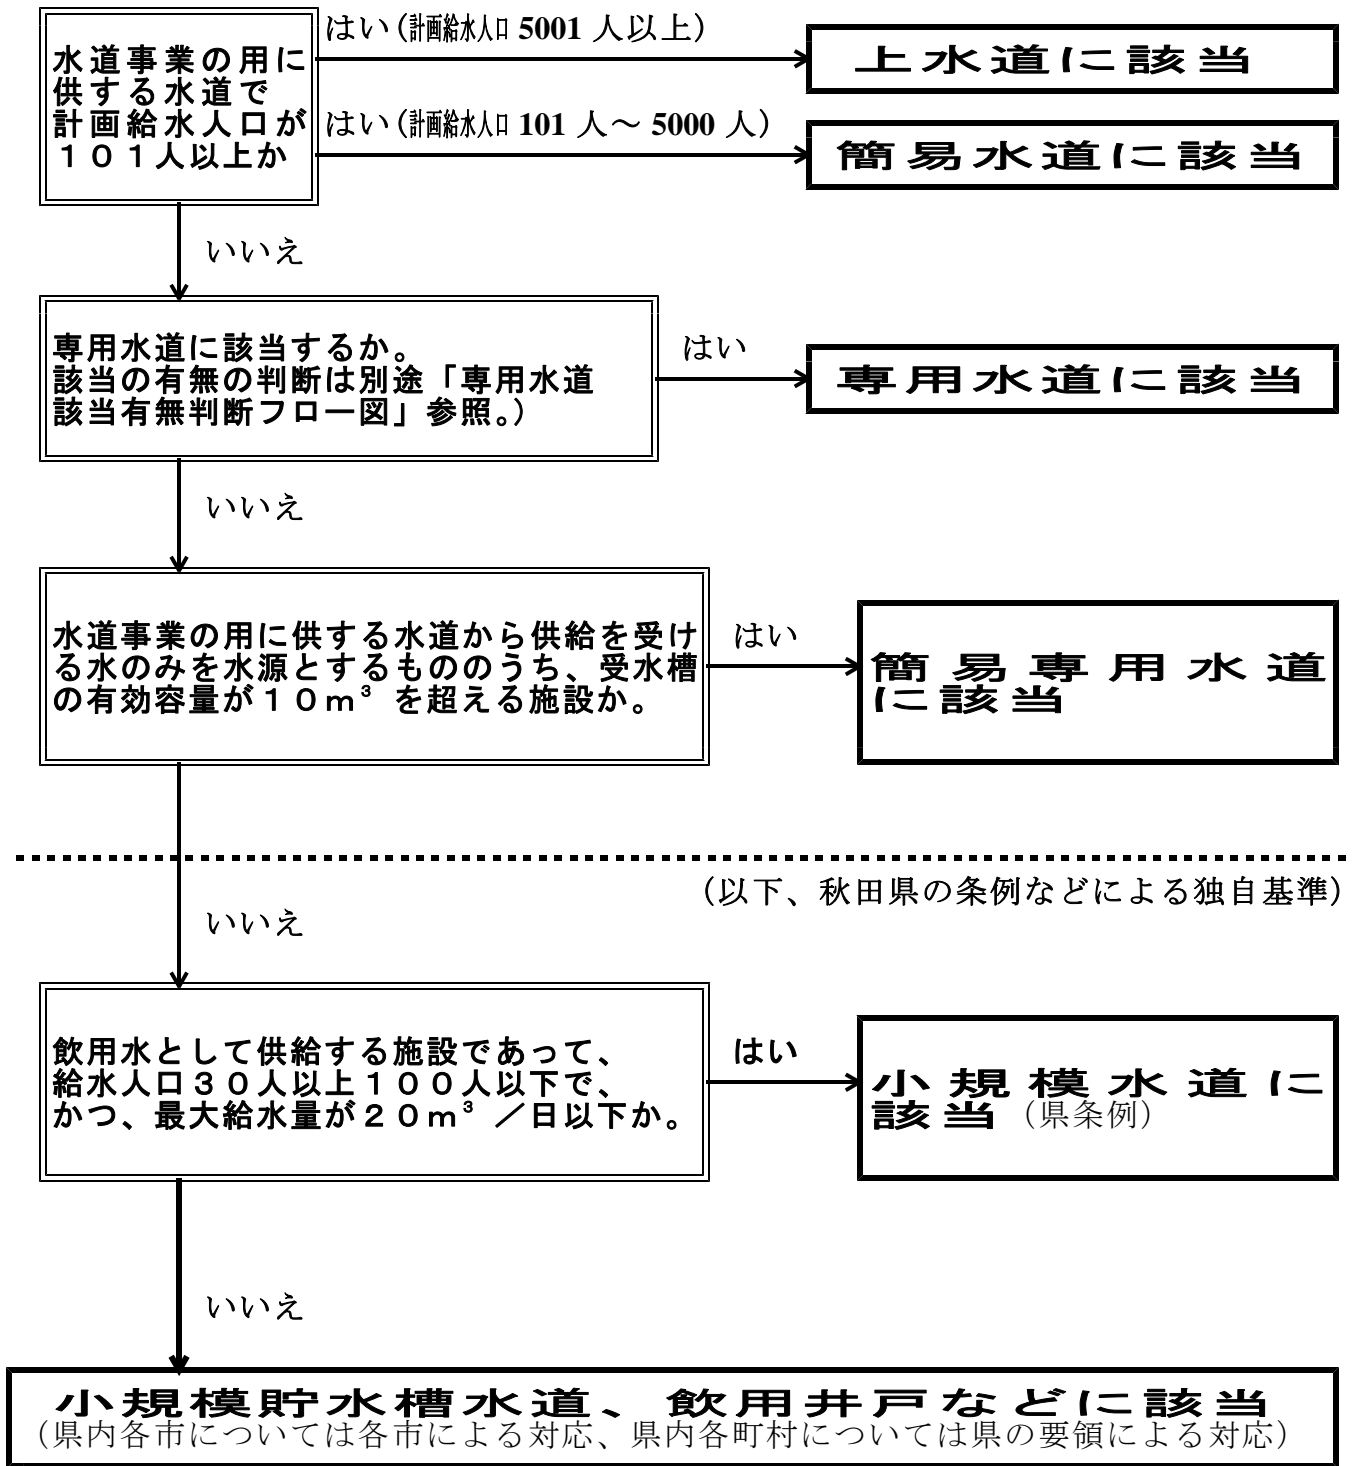 水道事業の用に
供する水道で
計画給水人口が
１０１人以上か
はい（計画給水人口 5001 人以上）
上水道に該当
はい（計画給水人口 101 人～ 5000 人）
簡易水道に該当
いいえ
専用水道に該当するか。
該当の有無の判断は別途「専用水道
該当有無判断フロー図」参照。）
はい
専用水道に該当
いいえ
水道事業の用に供する水道から供給を受け
る水のみを水源とするもののうち、受水槽
の有効容量が１０ｍ³ を超える施設か。
はい
簡易専用水道
に該当
（以下、秋田県の条例などによる独自基準）
いいえ
飲用水として供給する施設であって、
給水人口３０人以上１００人以下で、
かつ、最大給水量が２０ｍ³ ／日以下か。
はい
小規模水道に
該当（県条例）
いいえ
小規模貯水槽水道、飲用井戸などに該当
（県内各市については各市による対応、県内各町村については県の要領による対応）